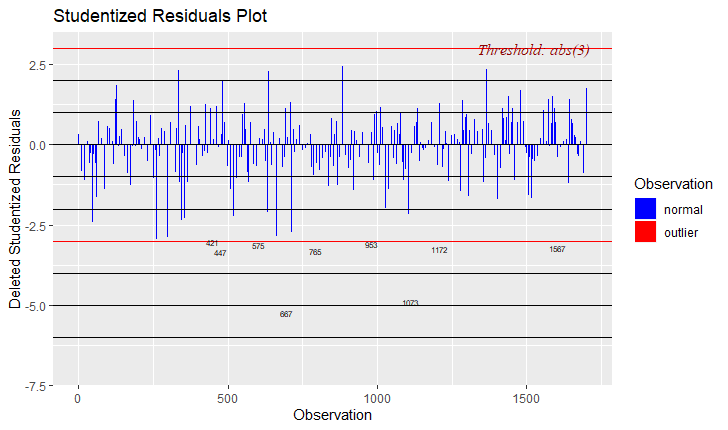 Studentized Residuals Plot
Threshold: abs(3)
2.5
0.0
-2.5
-5.0
-7.5
Deleted Studentized Residuals
421
447
575
765
953
1172
1567
667
1073
0
500
1000
1500
Observation
Observation
normal
outlier